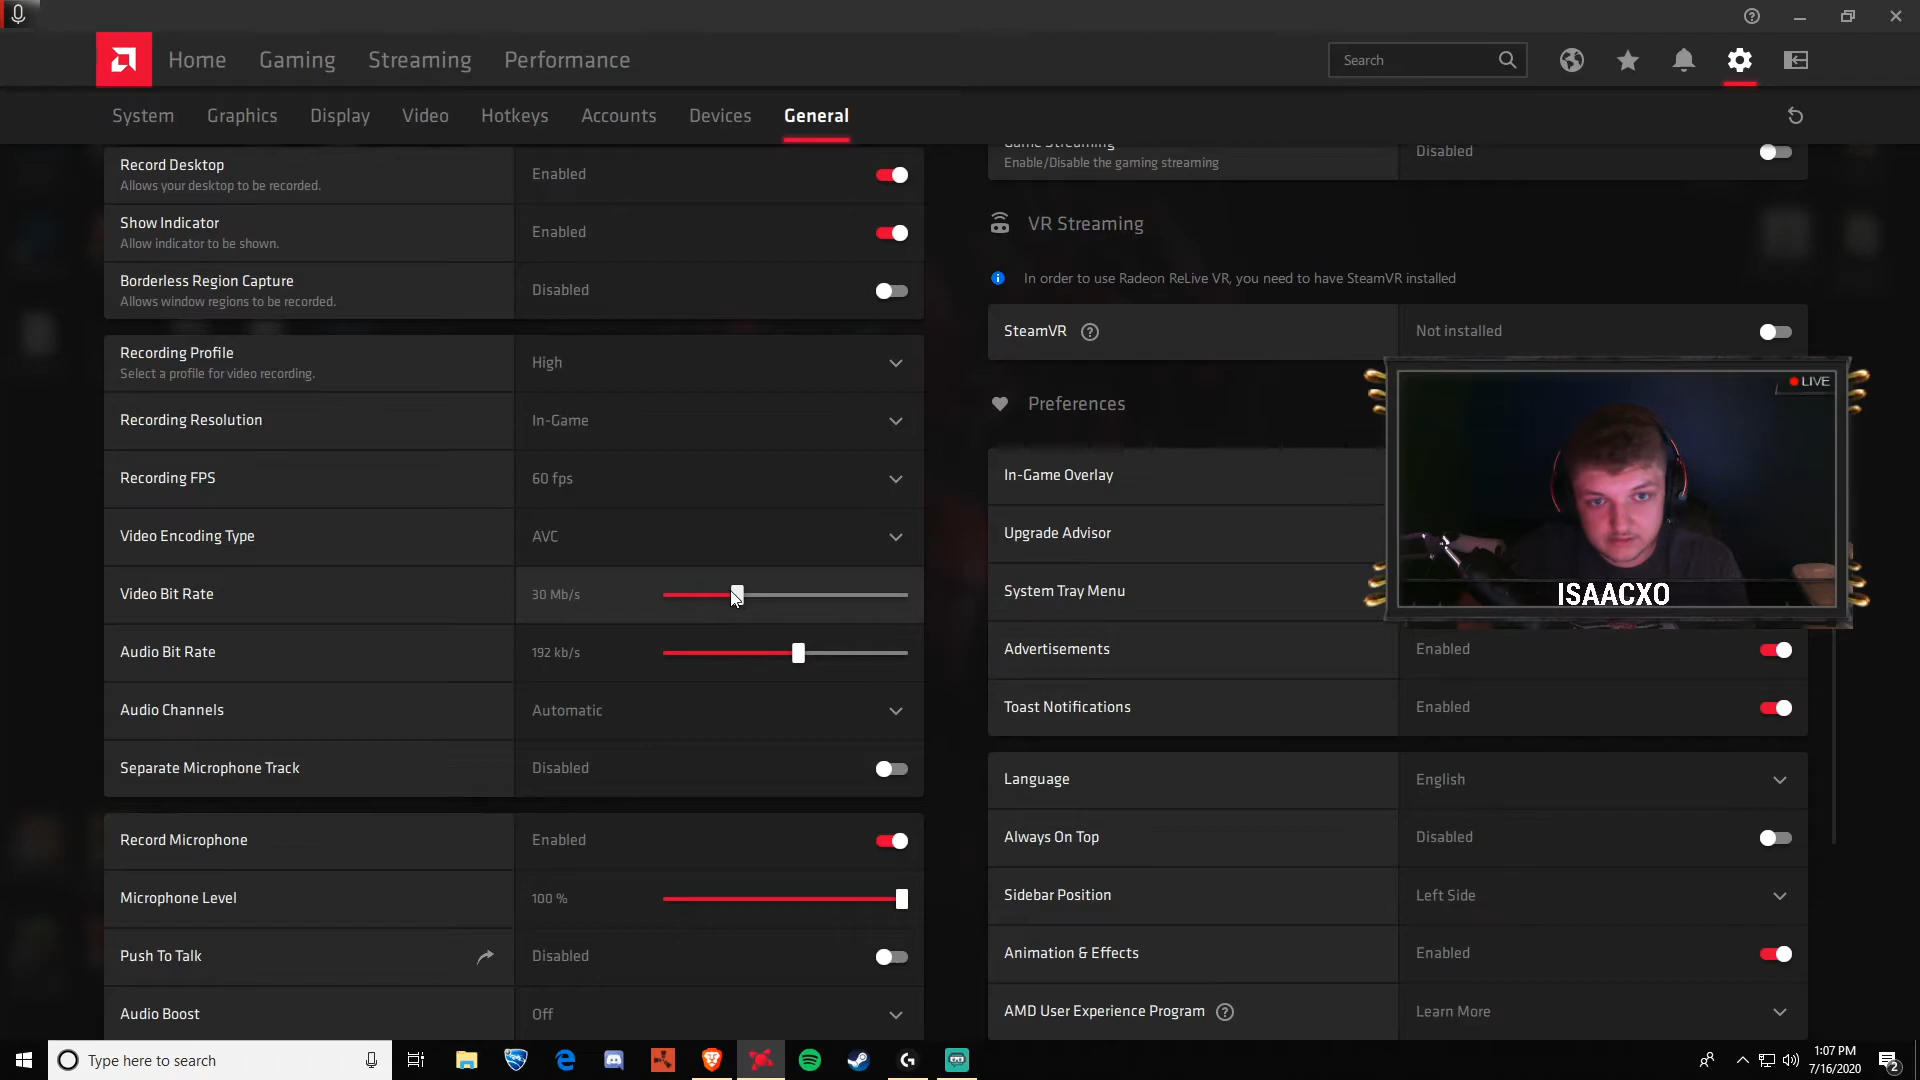 Home Gaming Streaming Performance Search
System Graphics Display Video Hotkeys Accounts Devices General
Record Desktop
Allows your desktop to be recorded.
Enabled
Show Indicator
Allow indicator to be shown.
Enabled
Borderless Region Capture
Allows window regions to be recorded.
Disabled
Recording Profile
Select a profile for video recording.
High
Recording Resolution In-Game
Recording FPS 60 fps
Video Encoding Type AVC
Video Bit Rate 30 Mb/s
Audio Bit Rate 192 kb/s
Audio Channels Automatic
Separate Microphone Track Disabled
Record Microphone Enabled
Microphone Level 100 %
Push To Talk Disabled
Audio Boost Off
Game Streaming
Enable/Disable the gaming streaming
Disabled
VR Streaming
In order to use Radeon ReLive VR, you need to have SteamVR installed
SteamVR Not installed
Preferences
In-Game Overlay
Upgrade Advisor
System Tray Menu
Advertisements Enabled
Toast Notifications Enabled
Language English
Always On Top Disabled
Sidebar Position Left Side
Animation & Effects Enabled
AMD User Experience Program Learn More
LIVE
ISAACXO
Type here to search
1:07 PM
7/16/2020
2